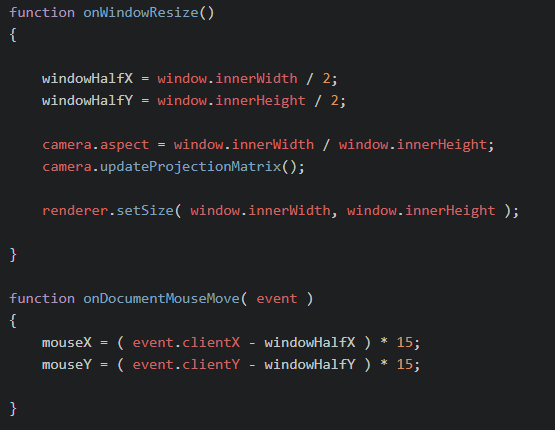 function onWindowResize()
{
windowHalfX = window.innerWidth / 2;
windowHalfY = window.innerHeight / 2;
camera.aspect = window.innerWidth / window.innerHeight;
camera.updateProjectionMatrix();
renderer.setSize( window.innerWidth, window.innerHeight );
}
function onDocumentMouseMove( event )
{
mouseX = ( event.clientX - windowHalfX ) * 15;
mouseY = ( event.clientY - windowHalfY ) * 15;
}